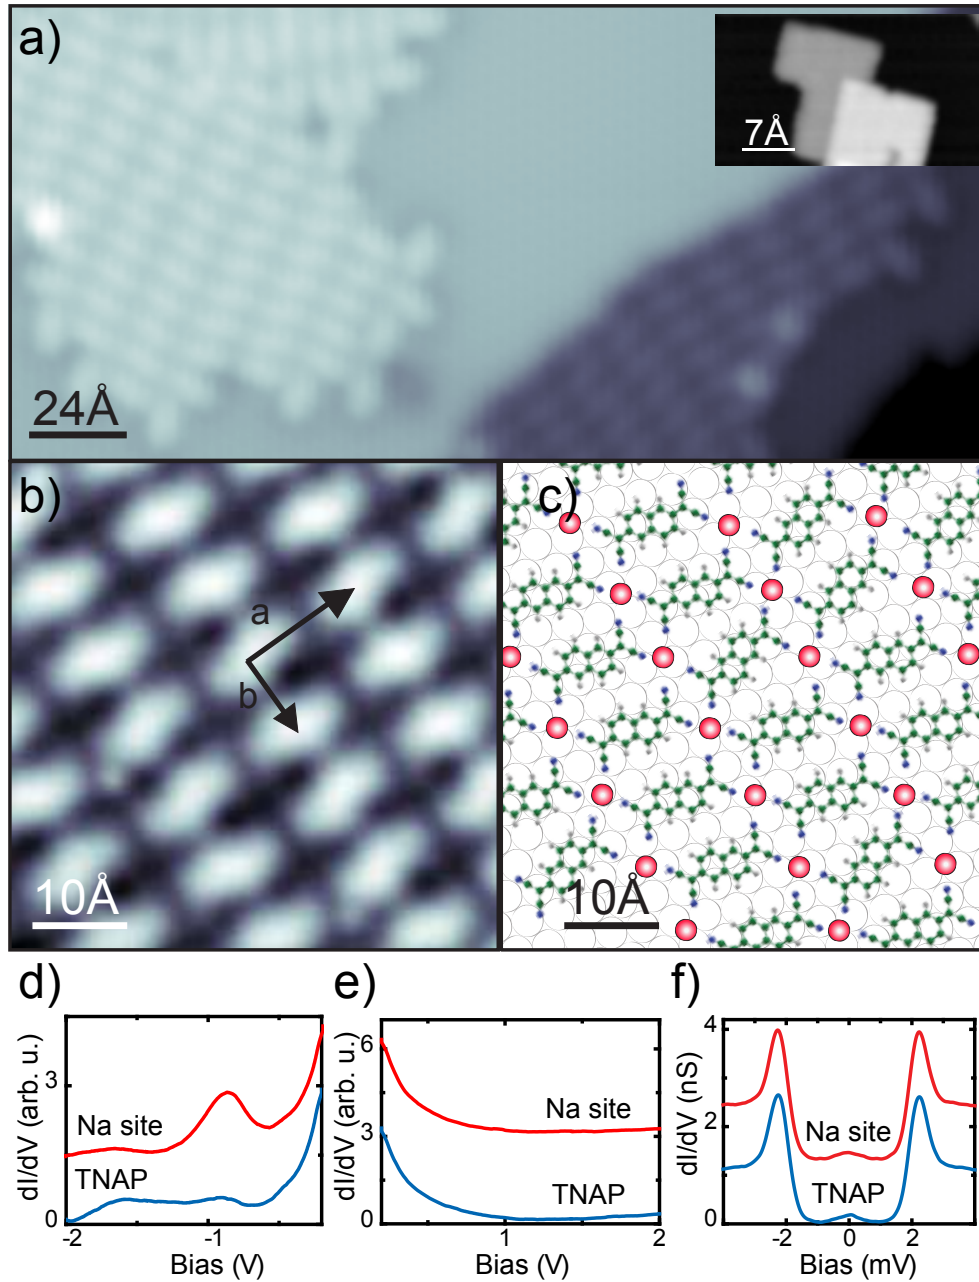 a)
7Å
24Å
b)
a
b
10Å
c)
10Å
d)
dI/dV (arb. u.)
3
0
Na site
TNAP
-2
-1
Bias (V)
e)
dI/dV (arb. u.)
6
3
0
Na site
TNAP
1
2
Bias (V)
f)
dI/dV (nS)
4
2
0
Na site
TNAP
-2
0
2
Bias (mV)